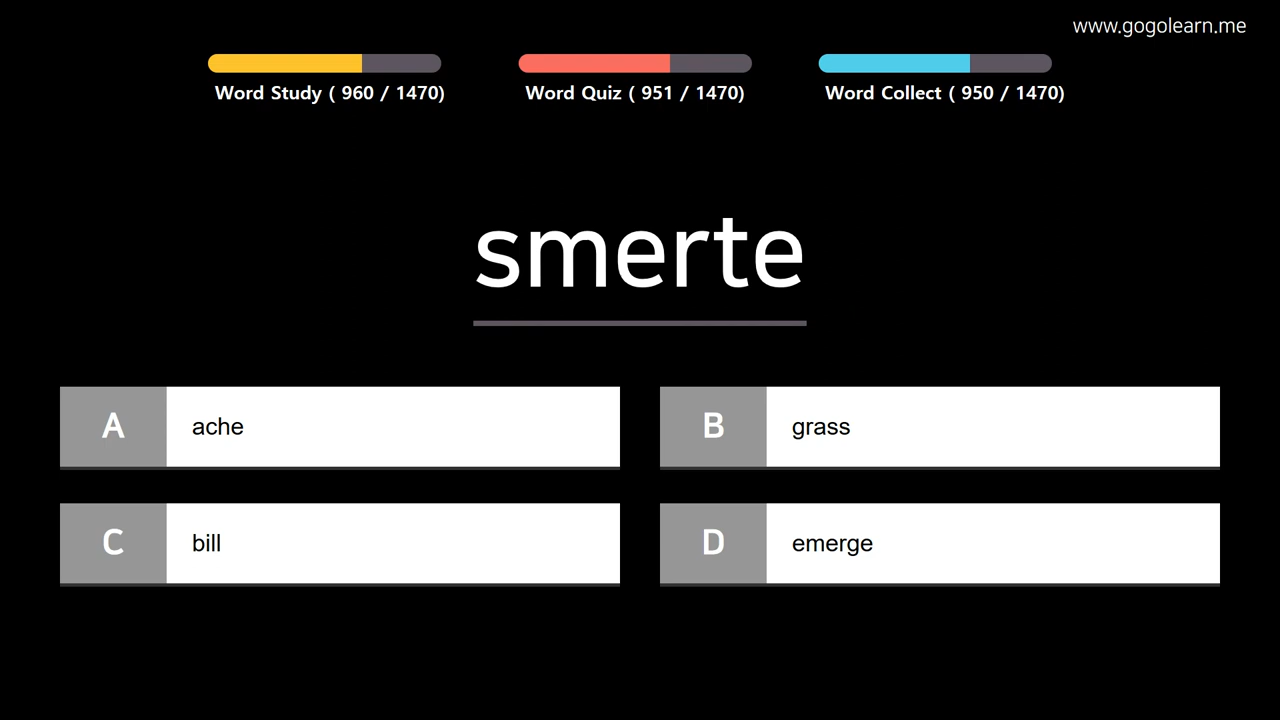 www.gogolearn.me
Word Study ( 960 / 1470)
Word Quiz ( 951 / 1470)
Word Collect ( 950 / 1470)
smerte
A
ache
B
grass
C
bill
D
emerge